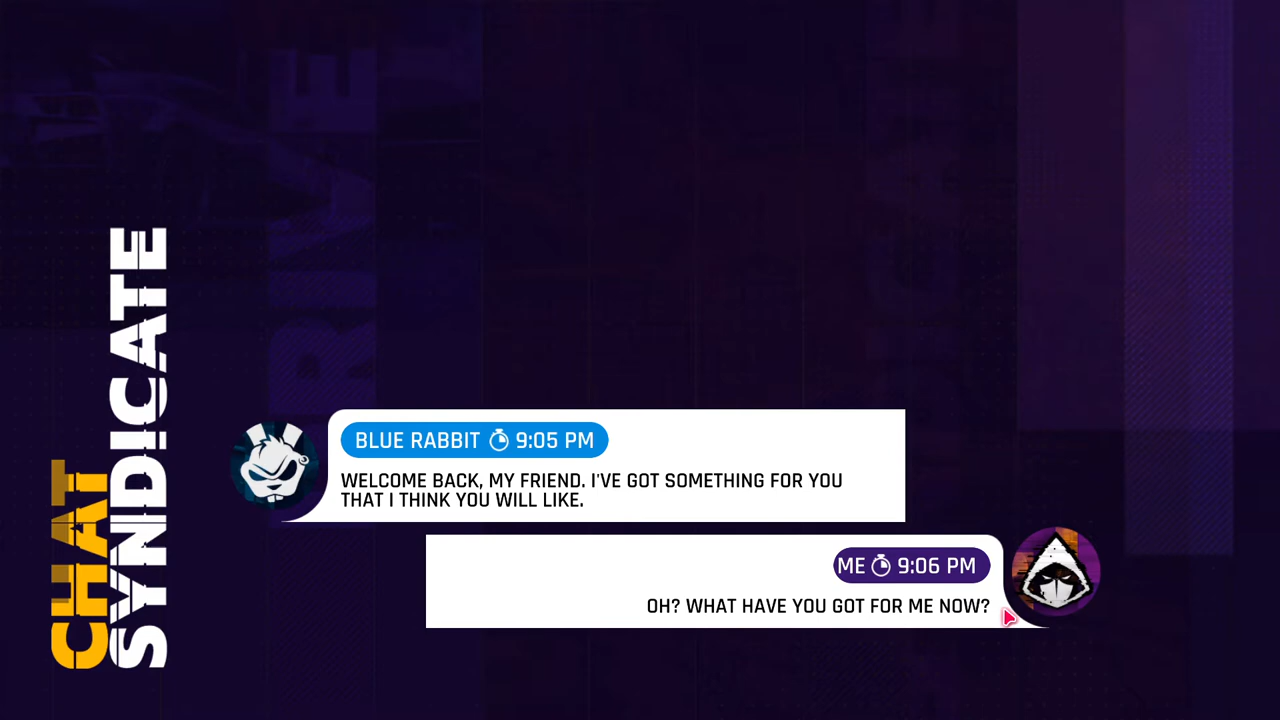 CHAT
SYNDICATE
BLUE RABBIT 9:05 PM
WELCOME BACK, MY FRIEND. I'VE GOT SOMETHING FOR YOU
THAT I THINK YOU WILL LIKE.
ME 9:06 PM
OH? WHAT HAVE YOU GOT FOR ME NOW?